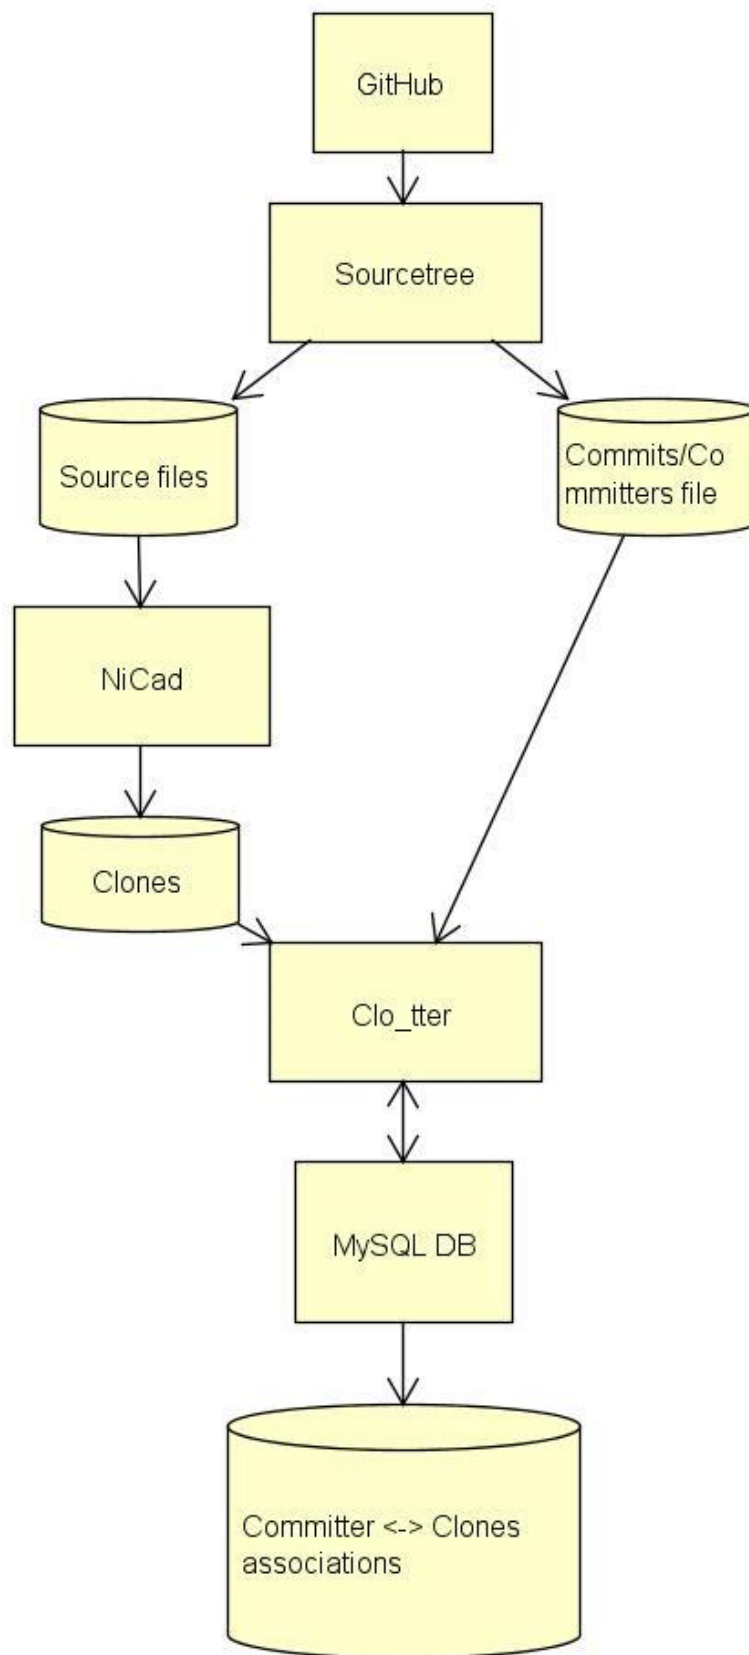 GitHub
Sourcetree
Source files
Commits/Co
mmitters file
NiCad
Clones
Clo_tter
MySQL DB
Committer <-> Clones
associations